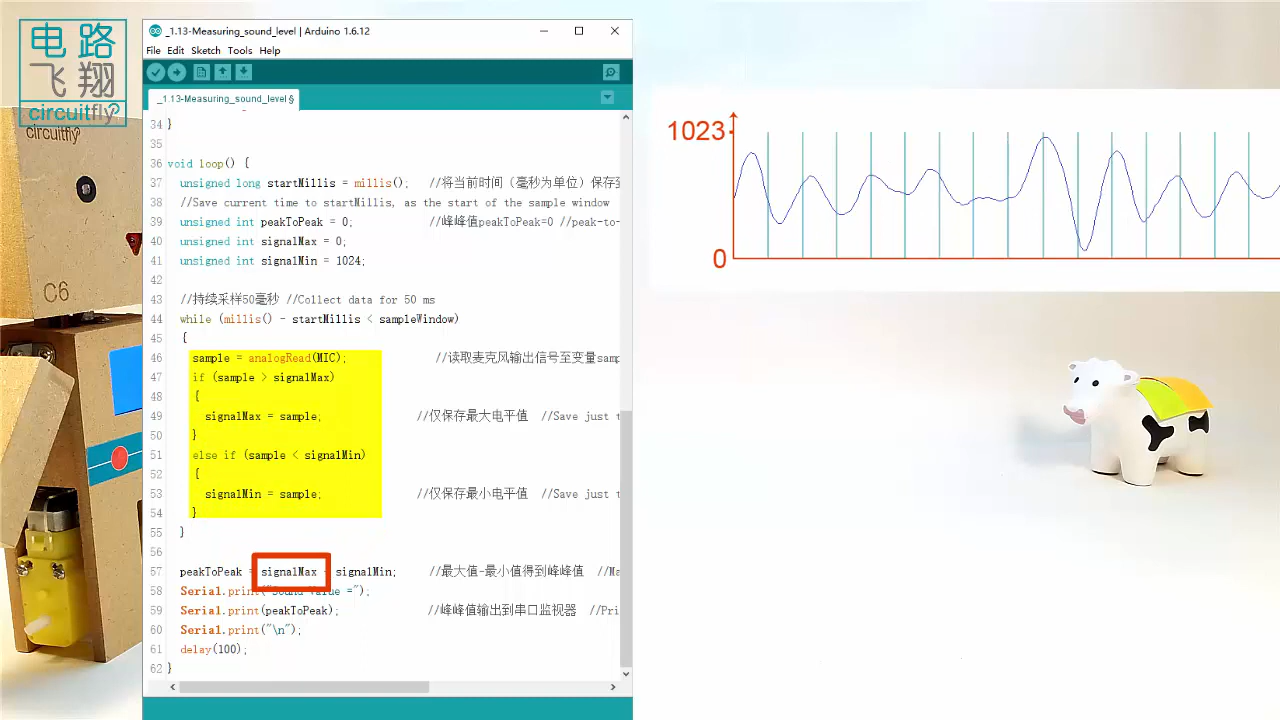 电路
飞翔
circuitfly
circuitfly
C6
_1.13-Measuring_sound_level | Arduino 1.6.12
File Edit Sketch Tools Help
_1.13-Measuring_sound_level §
34 }
35
36 void loop() {
37 unsigned long startMillis = millis(); //将当前时间（毫秒为单位）保存
38 //Save current time to startMillis, as the start of the sample window
39 unsigned int peakToPeak = 0; //峰峰值peakToPeak=0 //peak-to-
40 unsigned int signalMax = 0;
41 unsigned int signalMin = 1024;
42
43 //持续采样50毫秒 //Collect data for 50 ms
44 while (millis() - startMillis < sampleWindow)
45 {
46 sample = analogRead(MIC); //读取麦克风输出信号至变量samp
47 if (sample > signalMax)
48 {
49 signalMax = sample; //仅保存最大电平值 //Save just t
50 }
51 else if (sample < signalMin)
52 {
53 signalMin = sample; //仅保存最小电平值 //Save just t
54 }
55 }
56
57 peakToPeak = signalMax - signalMin; //最大值-最小值得到峰峰值 //Ma
58 Serial.print("Sound Value =");
59 Serial.print(peakToPeak); //峰峰值输出到串口监视器 //Pri
60 Serial.print("\n");
61 delay(100);
62 }
1023
0